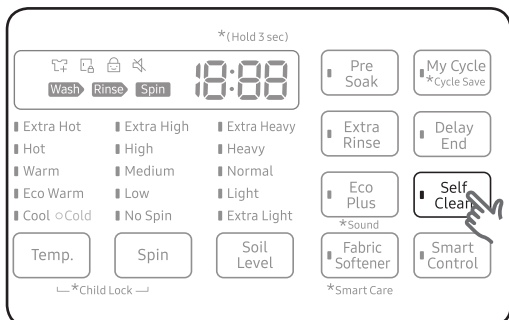 *(Hold 3 sec)
18:88
Wash Rinse Spin
Extra Hot
Hot
Warm
Eco Warm
Cool Cold
Extra High
High
Medium
Low
No Spin
Extra Heavy
Heavy
Normal
Light
Extra Light
Temp.
Spin
Soil
Level
*Child Lock
Pre
Soak
My Cycle
*Cycle Save
Extra
Rinse
Delay
End
Eco
Plus
*Sound
Self
Clean
Fabric
Softener
*Smart Care
Smart
Control